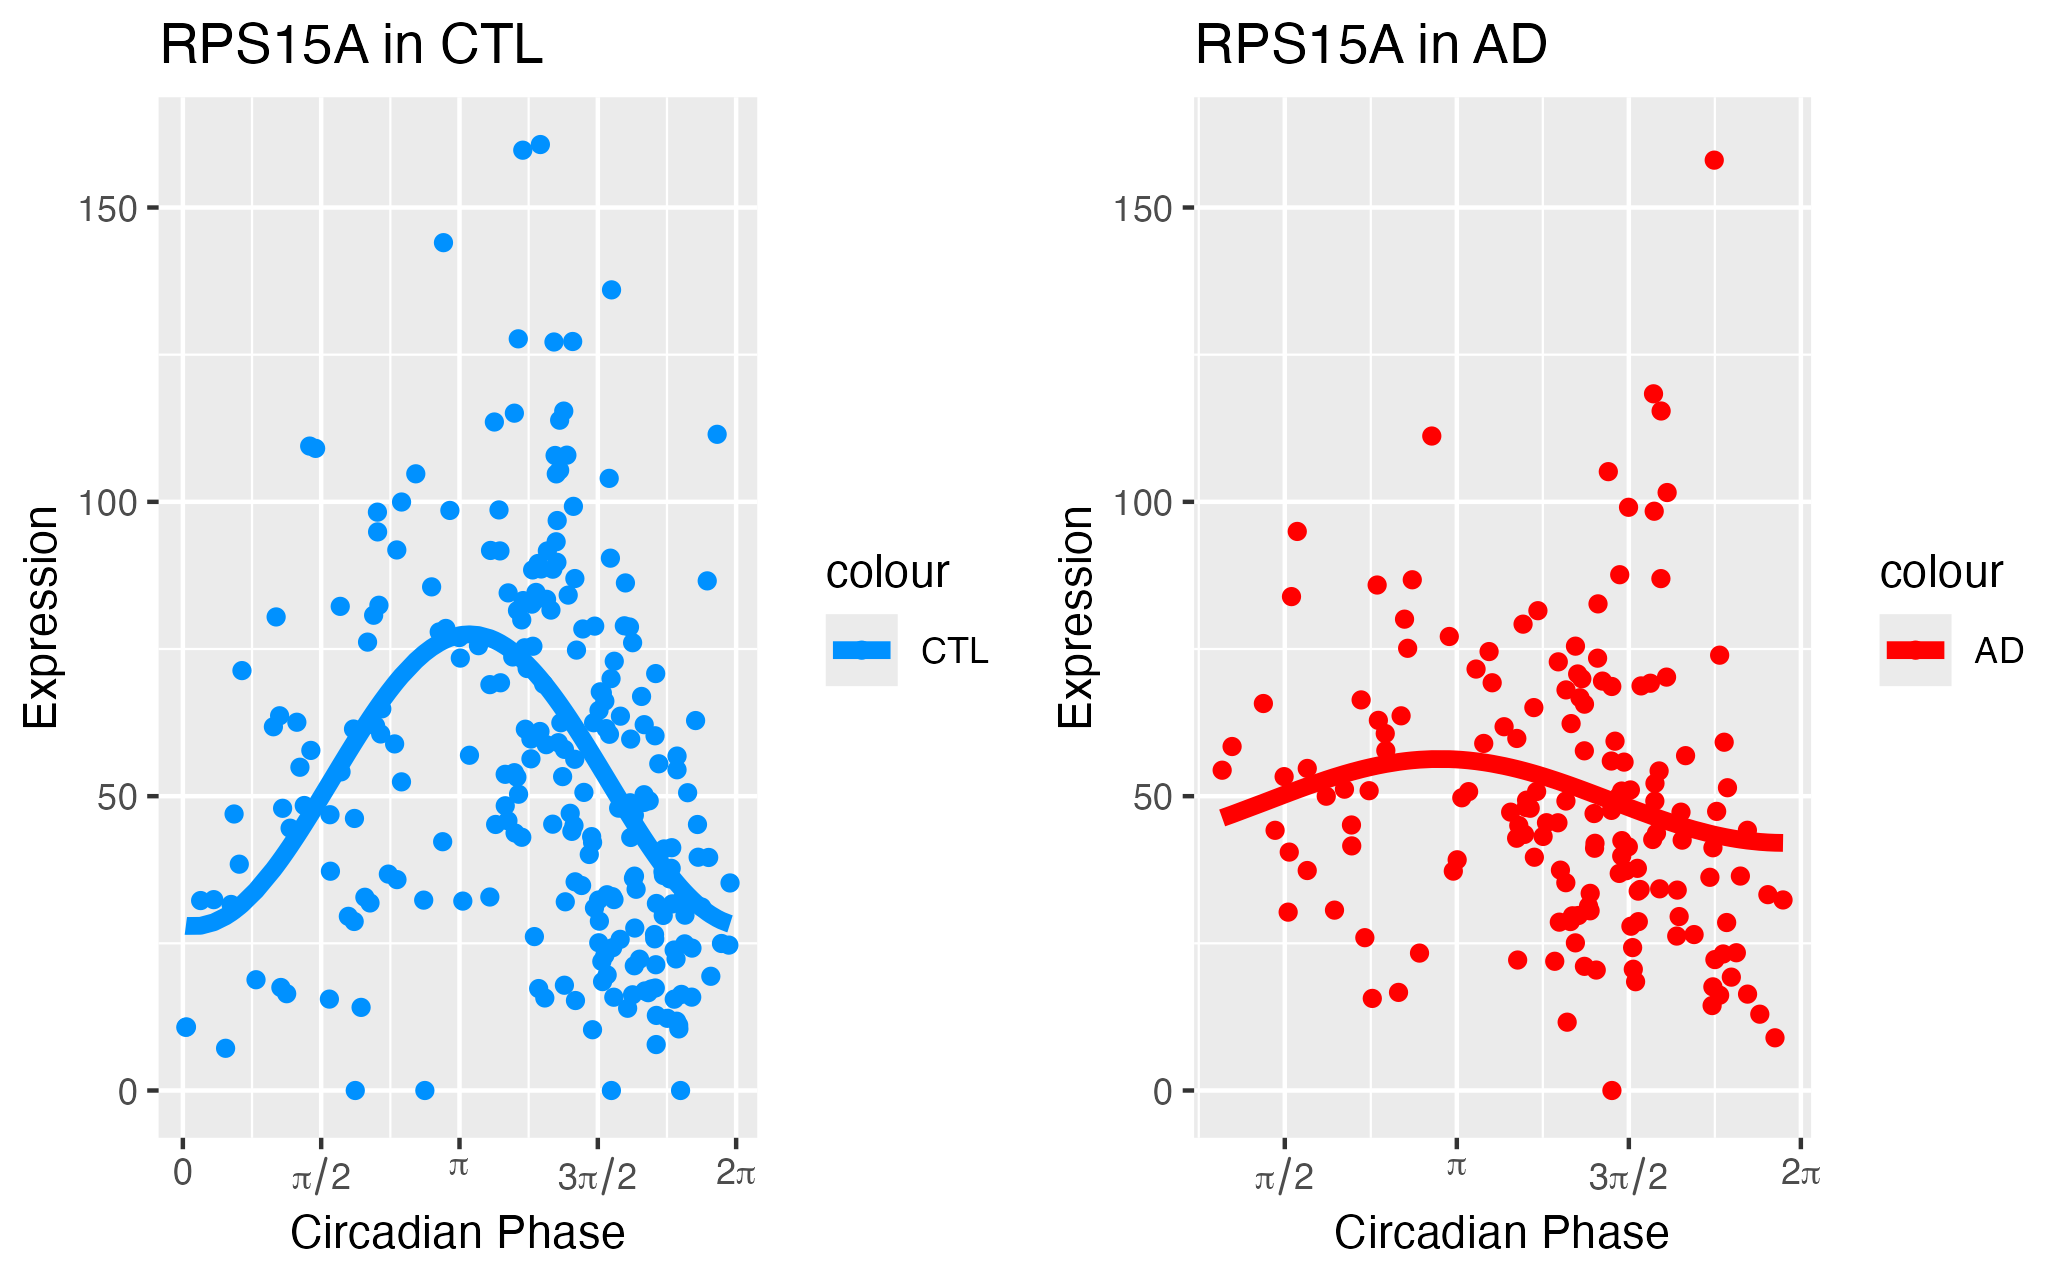 RPS15A in CTL
Expression
150
100
50
0
0 π/2 π 3π/2 2π
Circadian Phase
colour
CTL
RPS15A in AD
Expression
150
100
50
0
π/2 π 3π/2 2π
Circadian Phase
colour
AD